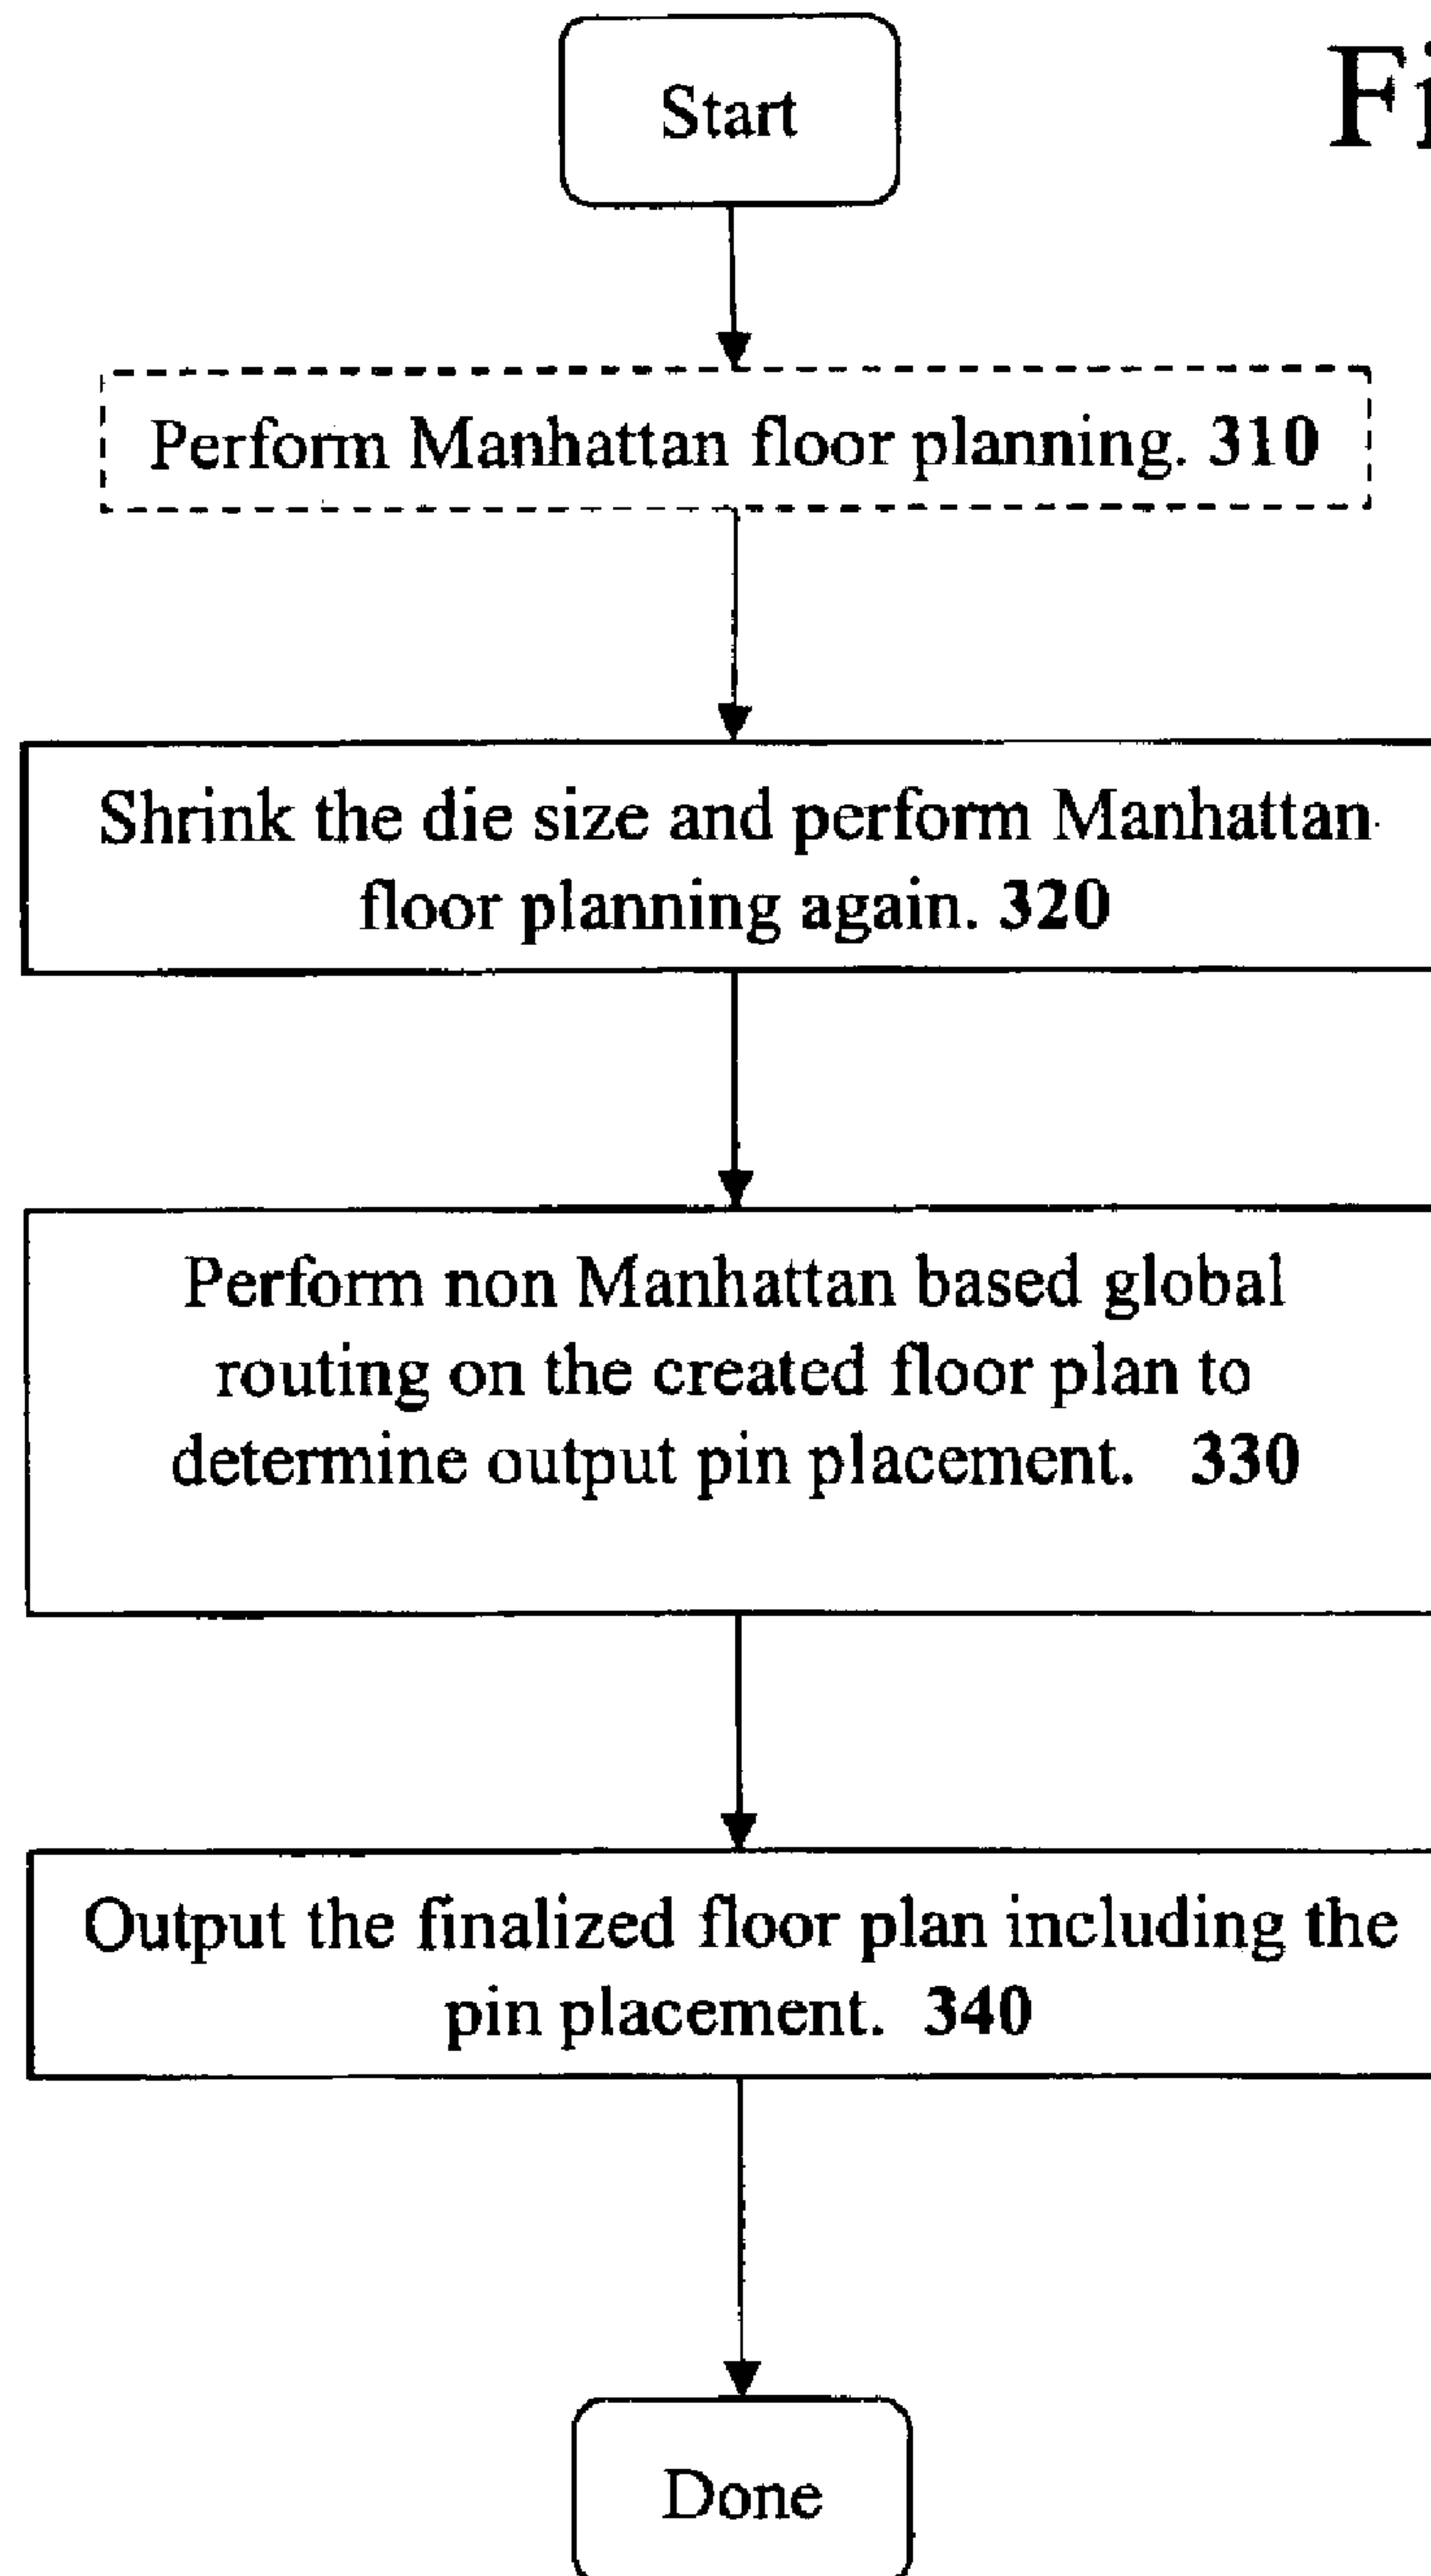 Start
Perform Manhattan floor planning. 310
Shrink the die size and perform Manhattan
floor planning again. 320
Perform non Manhattan based global
routing on the created floor plan to
determine output pin placement. 330
Output the finalized floor plan including the
pin placement. 340
Done